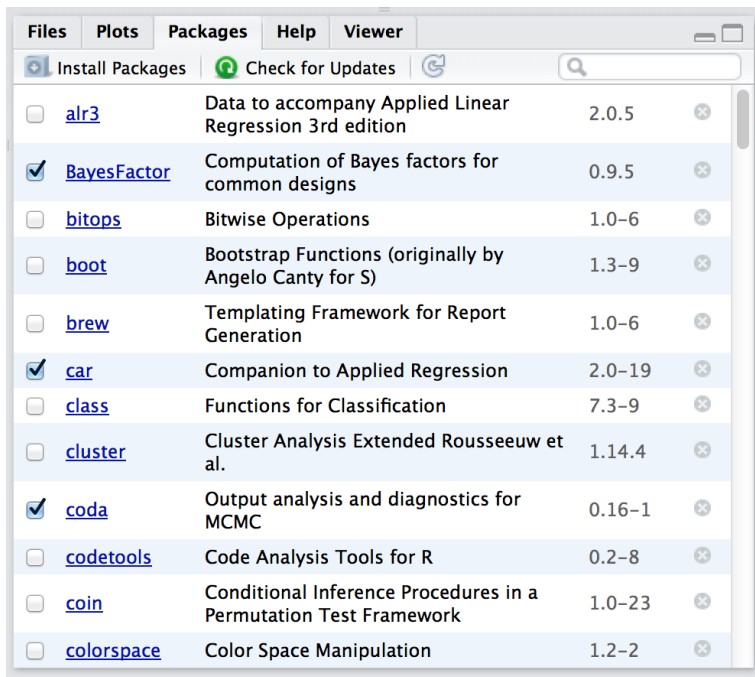 Files Plots Packages Help Viewer
Install Packages Check for Updates
alr3 Data to accompany Applied Linear 2.0.5
Regression 3rd edition
BayesFactor Computation of Bayes factors for 0.9.5
common designs
bitops Bitwise Operations 1.0–6
boot Bootstrap Functions (originally by 1.3–9
Angelo Canty for S)
brew Templating Framework for Report 1.0–6
Generation
car Companion to Applied Regression 2.0–19
class Functions for Classification 7.3–9
cluster Cluster Analysis Extended Rousseeuw et 1.14.4
al.
coda Output analysis and diagnostics for 0.16–1
MCMC
codetools Code Analysis Tools for R 0.2–8
coin Conditional Inference Procedures in a 1.0–23
Permutation Test Framework
colorspace Color Space Manipulation 1.2–2